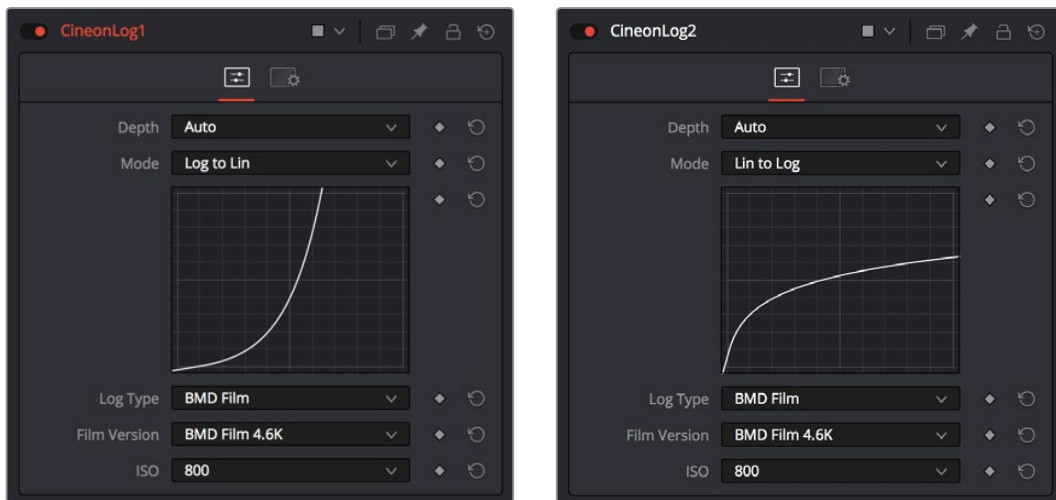 CineonLog1
Depth Auto
Mode Log to Lin
Log Type BMD Film
Film Version BMD Film 4.6K
ISO 800
CineonLog2
Depth Auto
Mode Lin to Log
Log Type BMD Film
Film Version BMD Film 4.6K
ISO 800